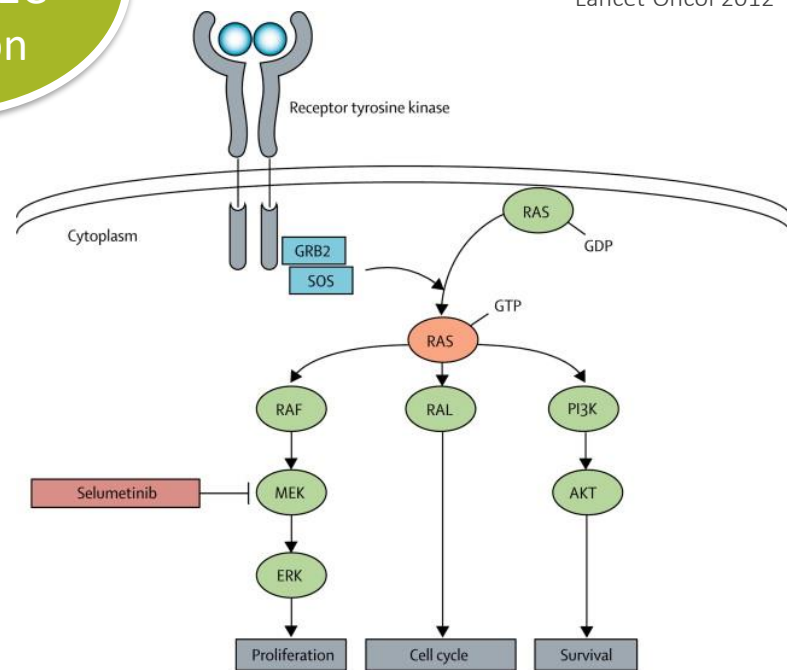 on
Lancet Oncol 2012
Receptor tyrosine kinase
Cytoplasm
RAS
GDP
GRB2
SOS
GTP
RAS
RAF
RAL
PI3K
Selumetinib
MEK
AKT
ERK
Proliferation
Cell cycle
Survival